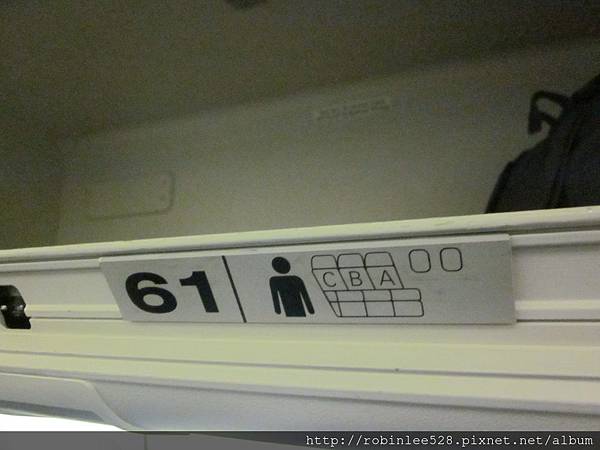 61 C B A
http://robinlee528.pixnet.net/album